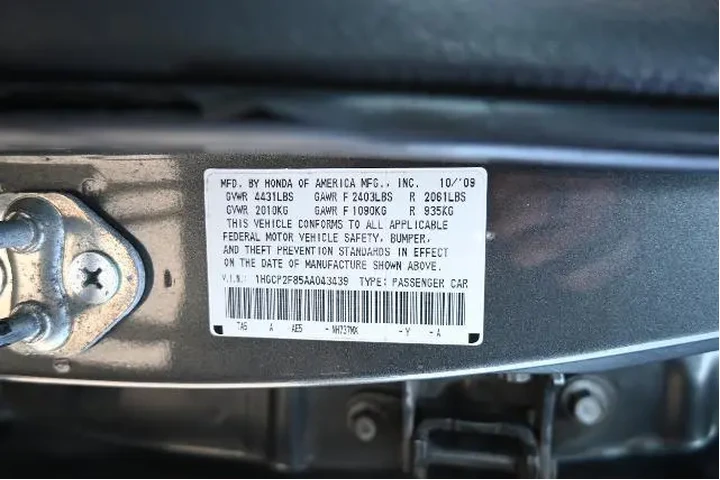 MFD. BY HONDA OF AMERICA MFG., INC. 10/'09
GVWR 4431LBS GAWR F 2403LBS R 2061LBS
GVWR 2010KG GAWR F 1090KG R 935KG
THIS VEHICLE CONFORMS TO ALL APPLICABLE
FEDERAL MOTOR VEHICLE SAFETY, BUMPER,
AND THEFT PREVENTION STANDARDS IN EFFECT
ON THE DATE OF MANUFACTURE SHOWN ABOVE.
V.I.N.: 1HGCP2F85AA043439 TYPE: PASSENGER CAR
TA5 A AE5 - NH737MX - Y - A